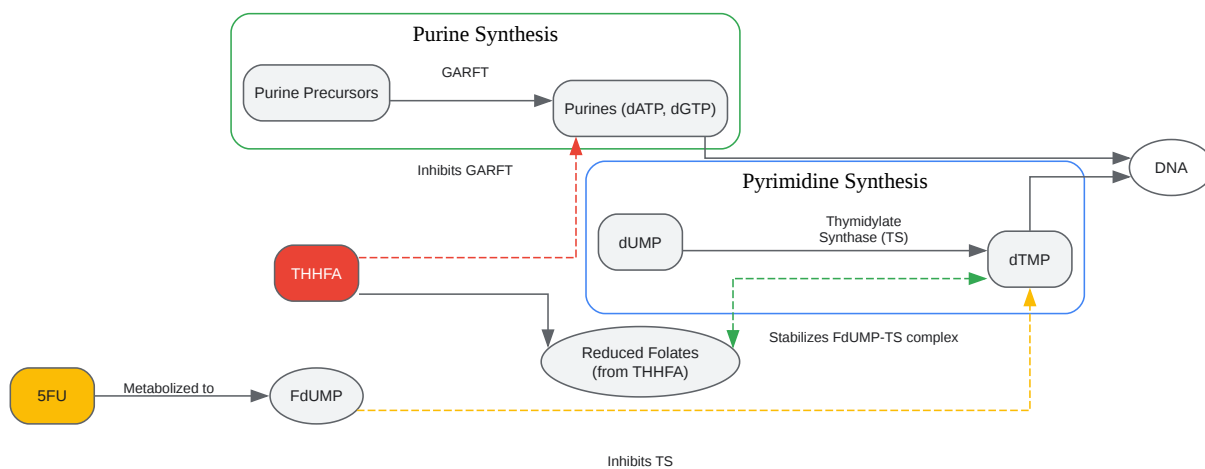 Purine Synthesis
GARFT
Purine Precursors
Purines (dATP, dGTP)
Inhibits GARFT
DNA
Pyrimidine Synthesis
Thymidylate
Synthase (TS)
dUMP
dTMP
THHFA
Stabilizes FdUMP-TS complex
Reduced Folates
(from THHFA)
5FU
Metabolized to
FdUMP
Inhibits TS